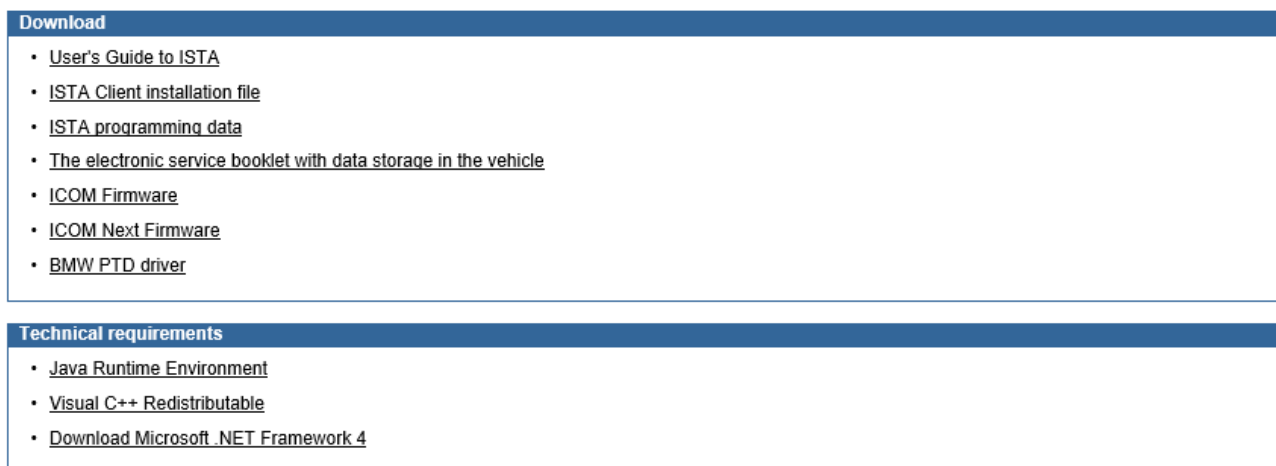 Download
• User's Guide to ISTA
• ISTA Client installation file
• ISTA programming data
• The electronic service booklet with data storage in the vehicle
• ICOM Firmware
• ICOM Next Firmware
• BMW PTD driver
Technical requirements
• Java Runtime Environment
• Visual C++ Redistributable
• Download Microsoft .NET Framework 4